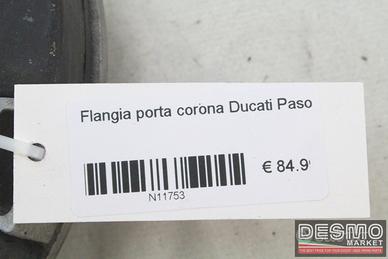 Flangia porta corona Ducati Paso
€ 84.9
N11753
DESMO
MARKET